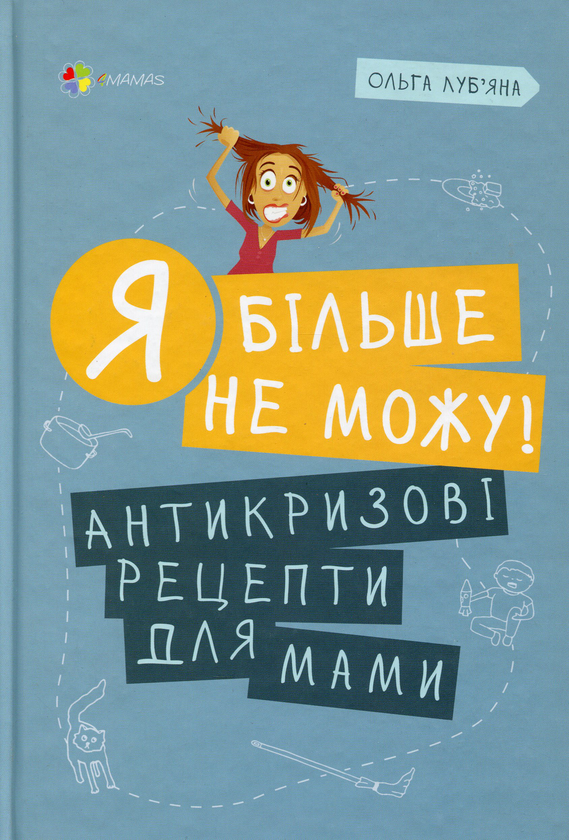 4MAMAS
ОЛЬГА ЛУБ'ЯНА
Я БІЛЬШЕ
НЕ МОЖУ!
АНТИКРИЗОВІ
РЕЦЕПТИ
ДЛЯ
МАМИ